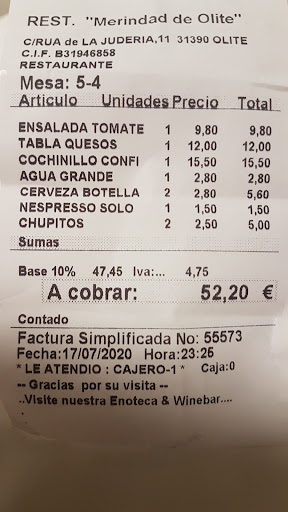 REST. "Merindad de Olite"
C/RUA de LA JUDERIA,11 31390 OLITE
C.I.F. B31946858
RESTAURANTE
Mesa: 5-4
Articulo Unidades Precio Total
ENSALADA TOMATE 1 9,80 9,80
TABLA QUESOS 1 12,00 12,00
COCHINILLO CONFI 1 15,50 15,50
AGUA GRANDE 1 2,80 2,80
CERVEZA BOTELLA 2 2,80 5,60
NESPRESSO SOLO 1 1,50 1,50
CHUPITOS 2 2,50 5,00
Sumas
Base 10% 47,45 Iva:... 4,75
A cobrar: 52,20 €
Contado
Factura Simplificada No: 55573
Fecha:17/07/2020 Hora:23:25
* LE ATENDIO : CAJERO-1 * Caja:0
-- Gracias por su visita --
..Visite nuestra Enoteca & Winebar....